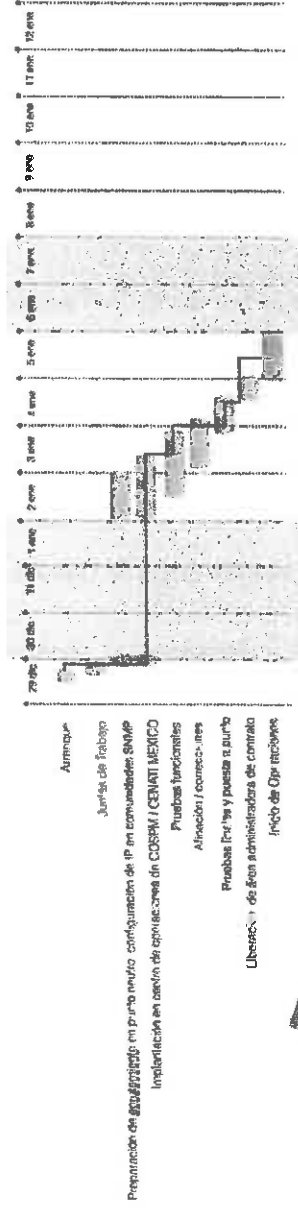 29 dic 30 dic 31 dic 1 ene 2 ene 3 ene 4 ene 5 ene 6 ene 7 ene 8 ene 9 ene 10 ene 11 ene 12 ene
Arranque
Juntas de Trabajo
Preparación de equipamiento en punto neutro configuración de IP en comunidades SNMP
Implantación en centro de operaciones de COSPM / CENATI MEXICO
Pruebas funcionales
Afinación / correcciones
Pruebas finales y puesta a punto
Liberación de área administradora de contrato
Inicio de Operaciones